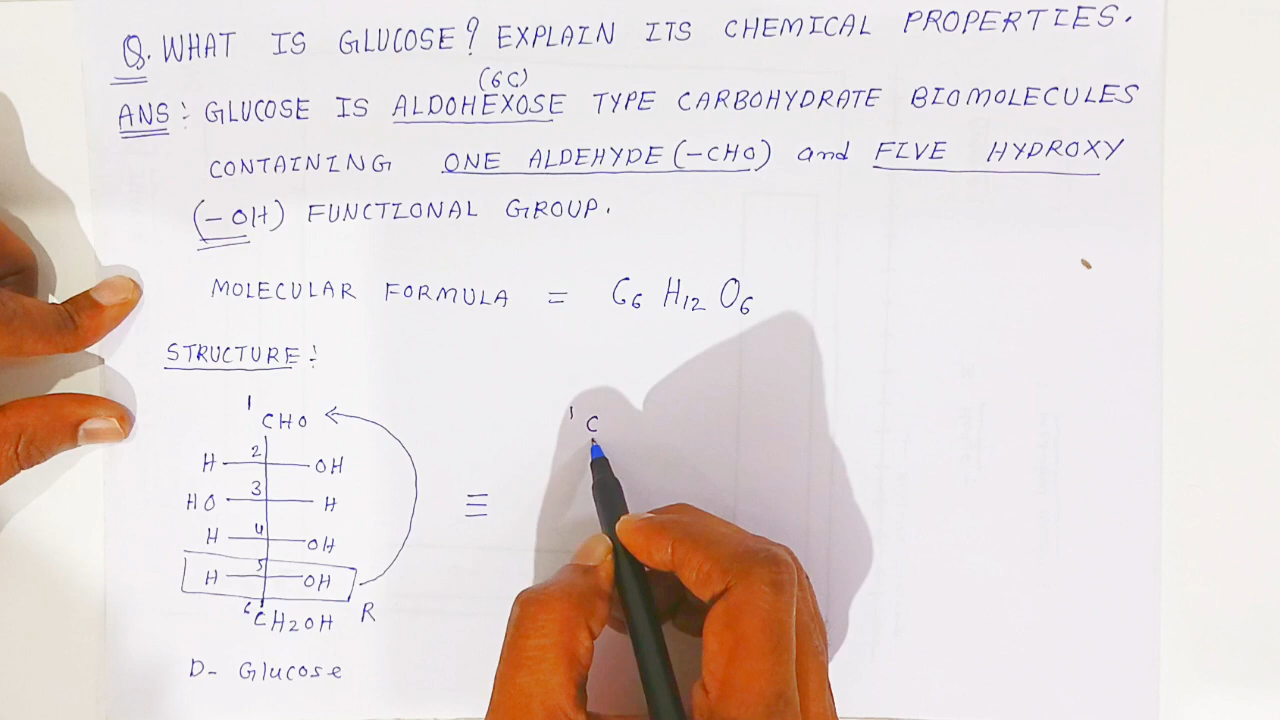 Q. WHAT IS GLUCOSE? EXPLAIN ITS CHEMICAL PROPERTIES.
(6C)
ANS: GLUCOSE IS ALDOHEXOSE TYPE CARBOHYDRATE BIOMOLECULES
CONTAINING ONE ALDEHYDE (-CHO) and FIVE HYDROXY
(-OH) FUNCTIONAL GROUP.
MOLECULAR FORMULA = C6 H12 O6
STRUCTURE:
1 CHO
1 C
H 2 OH
HO 3 H
≡
H 4 OH
H 5 OH
6 CH2OH R
D- Glucose